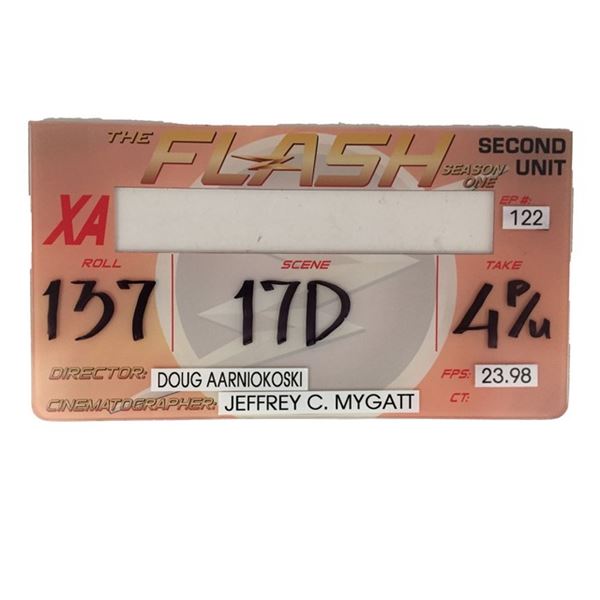 THE FLASH SEASON ONE SECOND UNIT
XA EP #: 122
ROLL SCENE TAKE
137 17D 4 P/U
DIRECTOR: DOUG AARNIOKOSKI FPS: 23.98
CINEMATOGRAPHER: JEFFREY C. MYGATT CT: